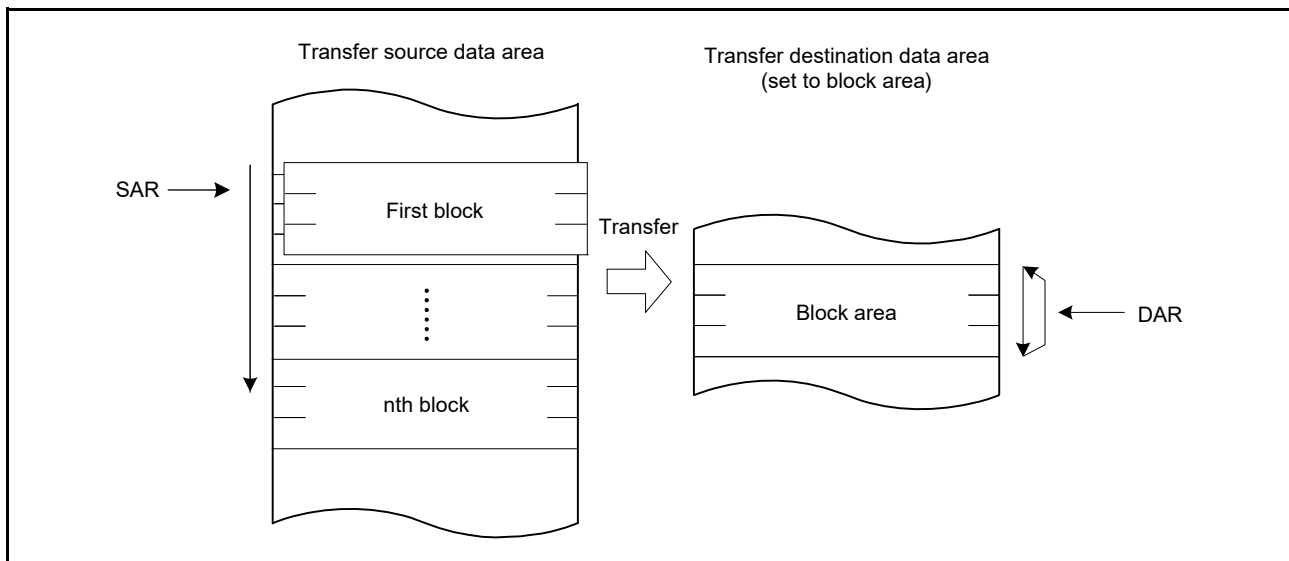 Transfer source data area
Transfer destination data area
(set to block area)
SAR
First block
Transfer
Block area
DAR
nth block